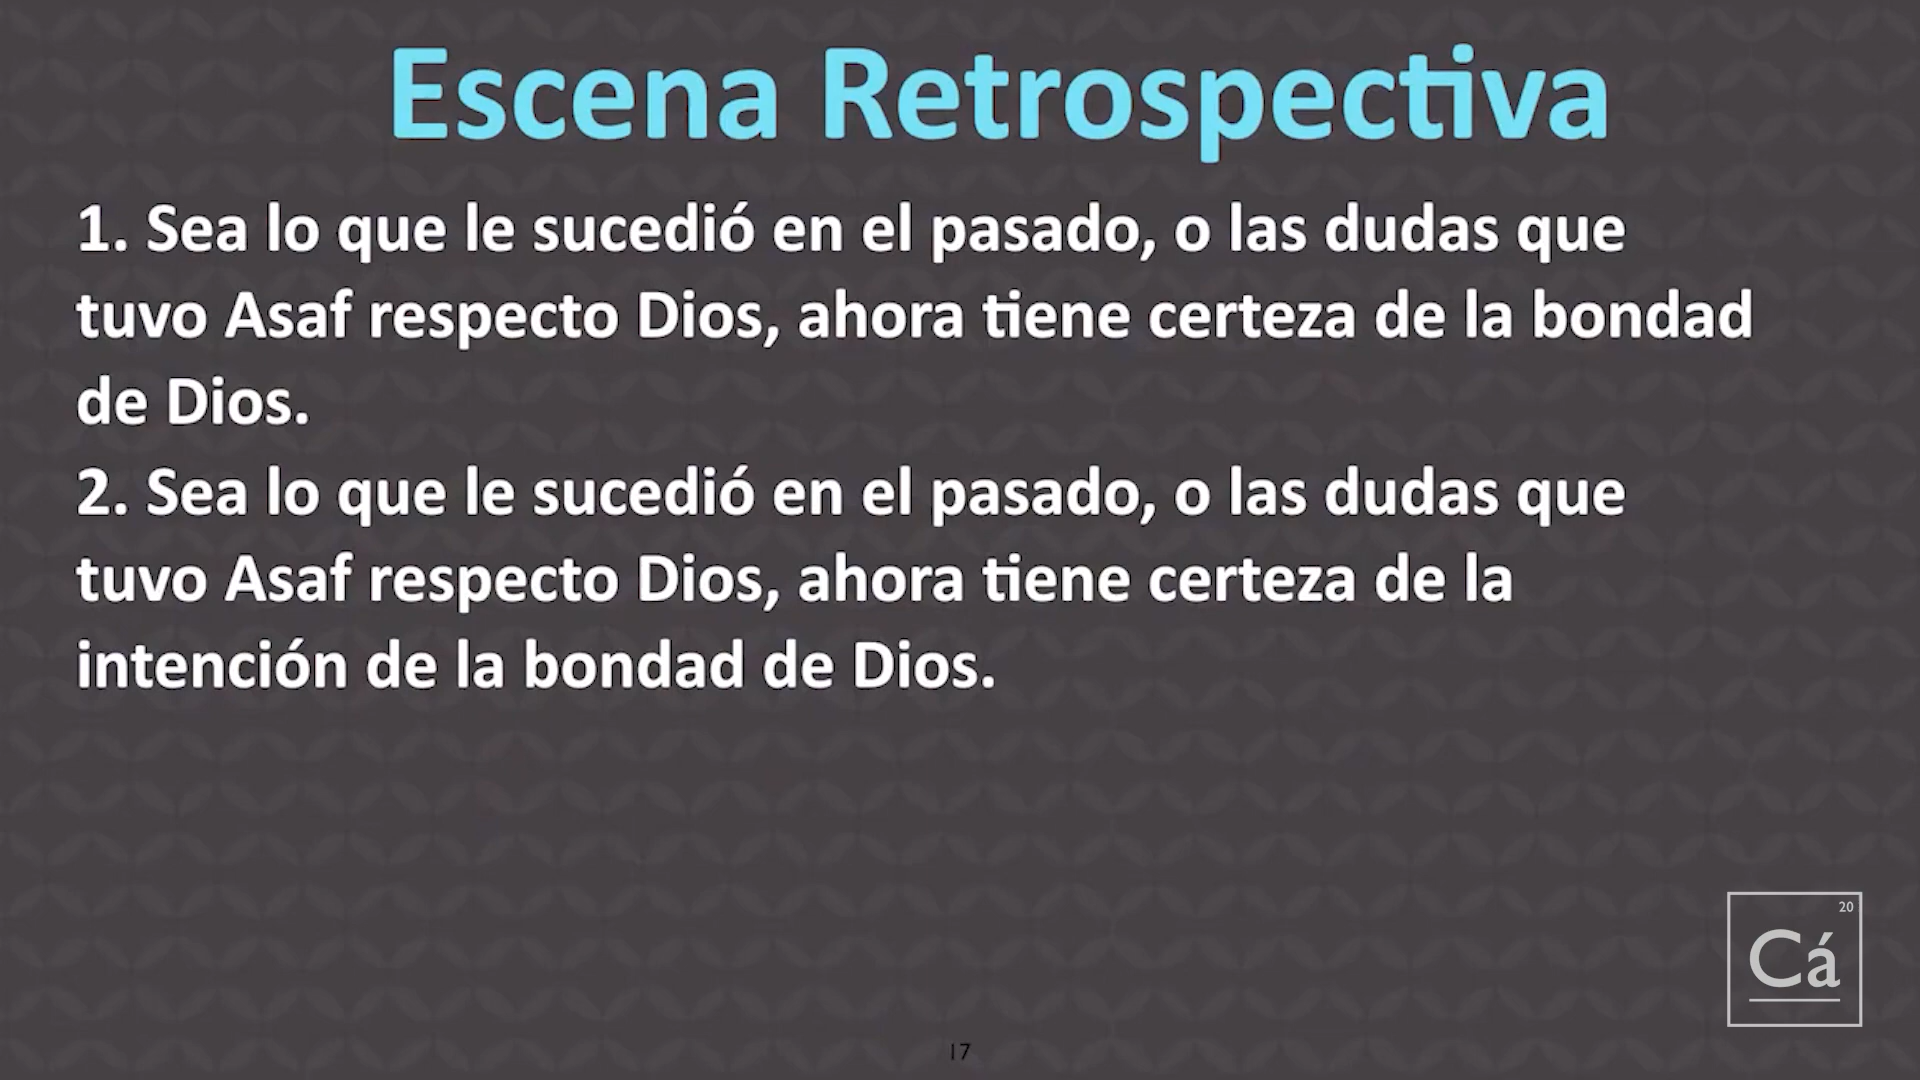 Escena Retrospectiva
1. Sea lo que le sucedió en el pasado, o las dudas que
tuvo Asaf respecto Dios, ahora tiene certeza de la bondad
de Dios.
2. Sea lo que le sucedió en el pasado, o las dudas que
tuvo Asaf respecto Dios, ahora tiene certeza de la
intención de la bondad de Dios.
20
Cá
17